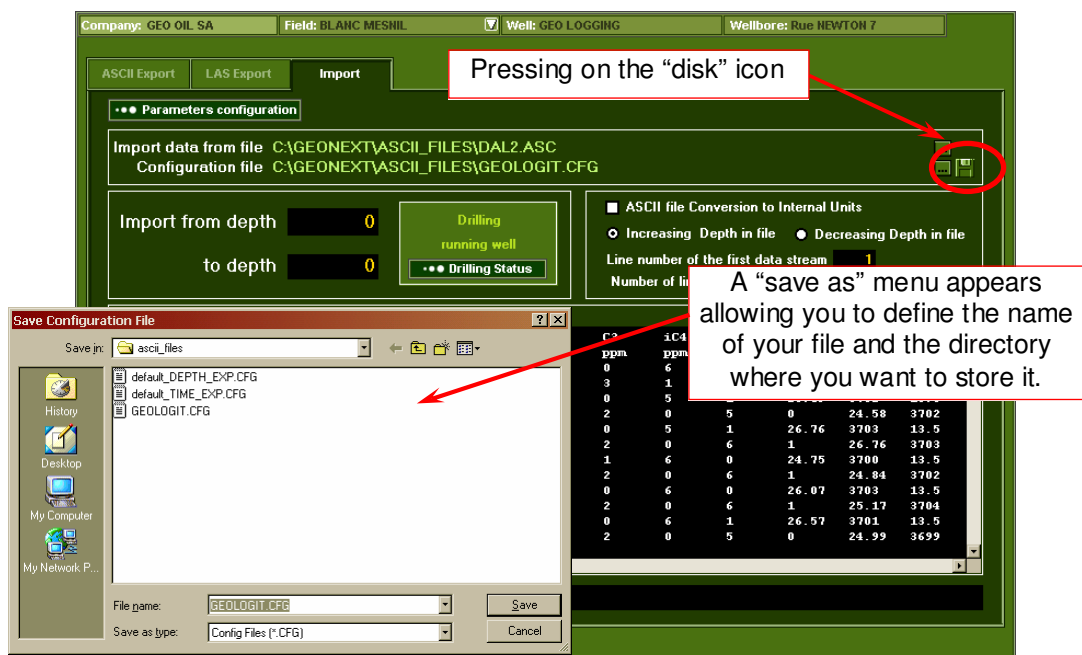 Company: GEO OIL SA Field: BLANC MESNIL Well: GEO LOGGING Wellbore: Rue NEWTON 7
ASCII Export LAS Export Import
Pressing on the “disk” icon
Parameters configuration
Import data from file C:\GEONEXT\ASCII_FILES\DAL2.ASC
Configuration file C:\GEONEXT\ASCII_FILES\GEOLOGIT.CFG
...
Import from depth 0
to depth 0
Drilling
running well
Drilling Status
ASCII file Conversion to Internal Units
Increasing Depth in file Decreasing Depth in file
Line number of the first data stream 1
Number of
A “save as” menu appears
allowing you to define the name
of your file and the directory
where you want to store it.
Save Configuration File
Save in: ascii_files
default_DEPTH_EXP.CFG
default_TIME_EXP.CFG
GEOLOGIT.CFG
History
Desktop
My Computer
My Network P...
File name: GEOLOGIT.CFG Save
Save as type: Config Files (*.CFG) Cancel
C3 iC4
ppm ppm
0 6
3 1
0 5
2 0 5 0 24.58 3702
0 5 1 26.76 3703 13.5
2 0 6 1 26.76 3703
1 6 0 24.75 3700 13.5
2 0 6 1 24.84 3702
0 6 0 26.07 3703 13.5
2 0 6 1 25.17 3704
0 6 1 26.57 3701 13.5
2 0 5 0 24.99 3699